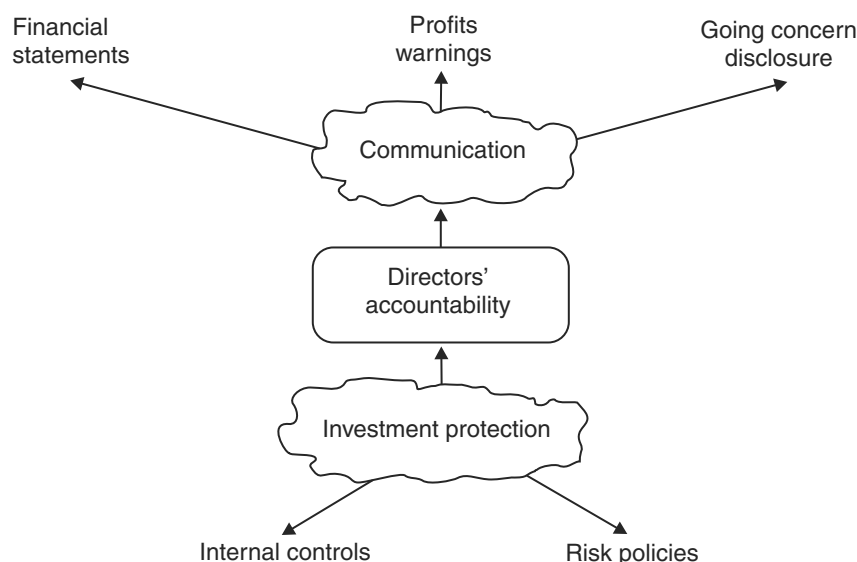 Financial
statements
Profits
warnings
Going concern
disclosure
Communication
Directors'
accountability
Investment protection
Internal controls
Risk policies